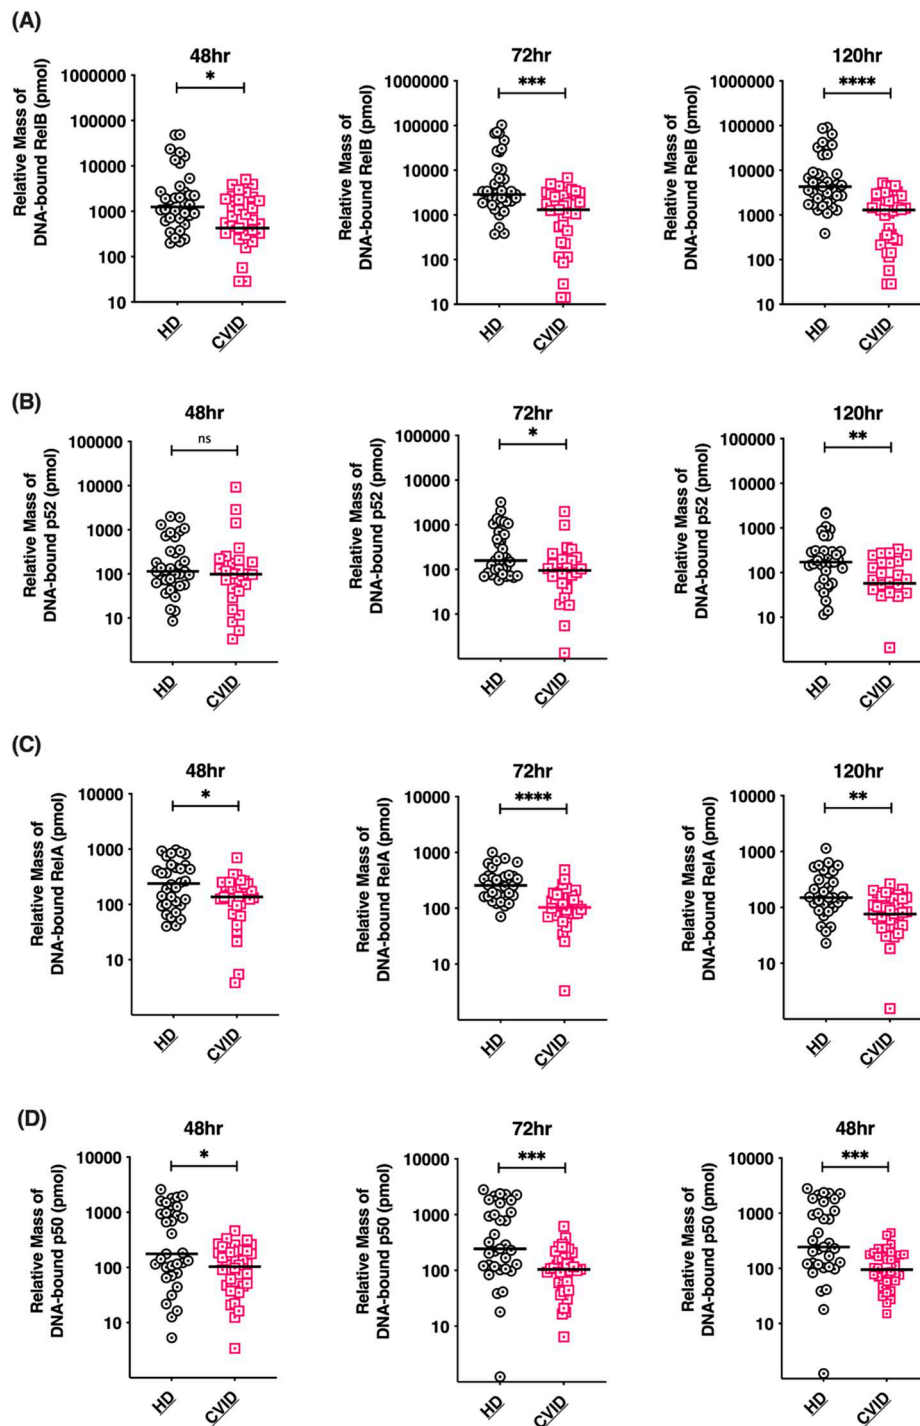 (A)
48hr
72hr
120hr
Relative Mass of
DNA-bound RelB (pmol)
1000000
100000
10000
1000
100
10
*
HD
CVID
Relative Mass of
DNA-bound RelB (pmol)
1000000
100000
10000
1000
100
10
***
HD
CVID
Relative Mass of
DNA-bound RelB (pmol)
1000000
100000
10000
1000
100
10
****
HD
CVID
(B)
48hr
72hr
120hr
Relative Mass of
DNA-bound p52 (pmol)
100000
10000
1000
100
10
ns
HD
CVID
Relative Mass of
DNA-bound p52 (pmol)
100000
10000
1000
100
10
*
HD
CVID
Relative Mass of
DNA-bound p52 (pmol)
100000
10000
1000
100
10
**
HD
CVID
(C)
48hr
72hr
120hr
Relative Mass of
DNA-bound RelA (pmol)
10000
1000
100
10
*
HD
CVID
Relative Mass of
DNA-bound RelA (pmol)
10000
1000
100
10
****
HD
CVID
Relative Mass of
DNA-bound RelA (pmol)
10000
1000
100
10
**
HD
CVID
(D)
48hr
72hr
48hr
Relative Mass of
DNA-bound p50 (pmol)
10000
1000
100
10
*
HD
CVID
Relative Mass of
DNA-bound p50 (pmol)
10000
1000
100
10
***
HD
CVID
Relative Mass of
DNA-bound p50 (pmol)
10000
1000
100
10
***
HD
CVID